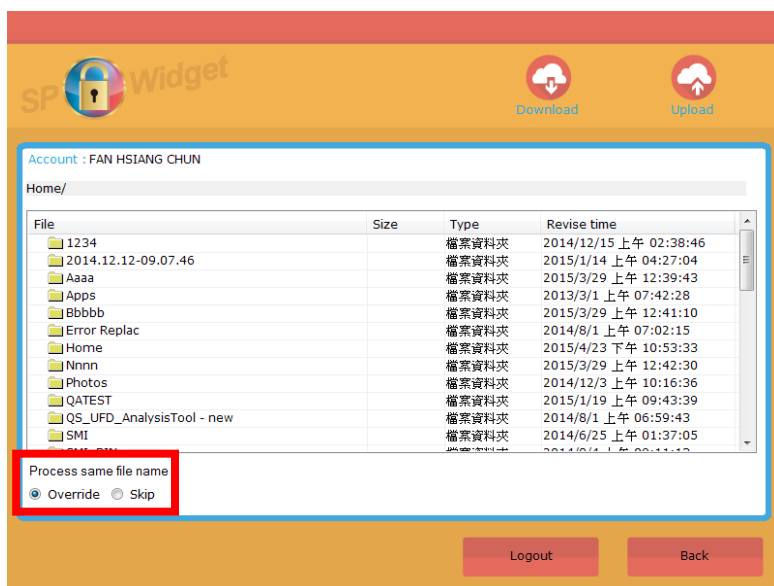 SP Widget
Download
Upload
Account : FAN HSIANG CHUN
Home/
File Size Type Revise time
1234 檔案資料夾 2014/12/15 上午 02:38:46
2014.12.12-09.07.46 檔案資料夾 2015/1/14 上午 04:27:04
Aaaa 檔案資料夾 2015/3/29 上午 12:39:43
Apps 檔案資料夾 2013/3/1 上午 07:42:28
Bbbbb 檔案資料夾 2015/3/29 上午 12:41:10
Error Replac 檔案資料夾 2014/8/1 上午 07:02:15
Home 檔案資料夾 2015/4/23 下午 10:53:33
Nnnn 檔案資料夾 2015/3/29 上午 12:42:30
Photos 檔案資料夾 2014/12/3 上午 10:16:36
QATEST 檔案資料夾 2015/1/19 上午 09:43:39
QS_UFD_AnalysisTool - new 檔案資料夾 2014/8/1 上午 06:59:43
SMI 檔案資料夾 2014/6/25 上午 01:37:05
Process same file name
Override Skip
Logout
Back